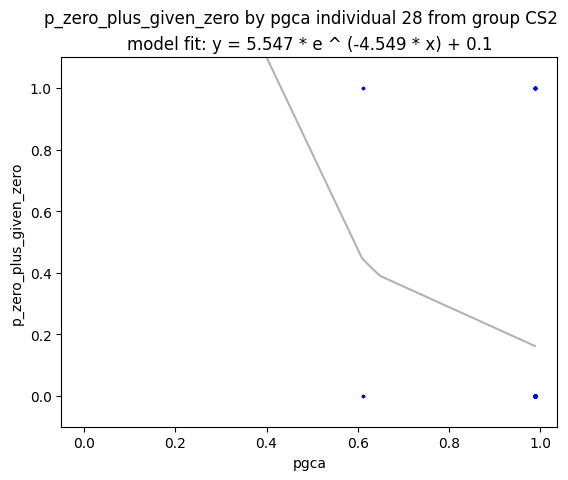 p_zero_plus_given_zero by pgca individual 28 from group CS2
model fit: y = 5.547 * e ^ (-4.549 * x) + 0.1
1.0
0.8
0.6
0.4
0.2
0.0
p_zero_plus_given_zero
0.0 0.2 0.4 0.6 0.8 1.0
pgca